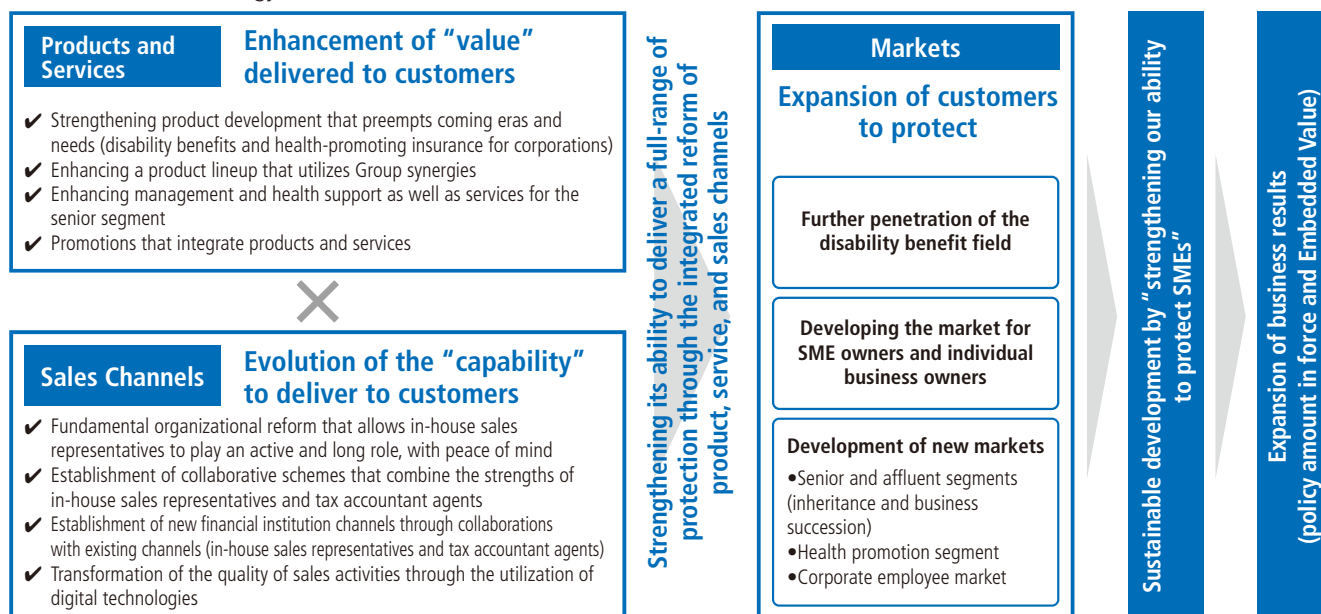 Products and
Services
Enhancement of “value”
delivered to customers
✔ Strengthening product development that preempts coming eras and
needs (disability benefits and health-promoting insurance for corporations)
✔ Enhancing a product lineup that utilizes Group synergies
✔ Enhancing management and health support as well as services for the
senior segment
✔ Promotions that integrate products and services
Sales Channels
Evolution of the “capability”
to deliver to customers
✔ Fundamental organizational reform that allows in-house sales
representatives to play an active and long role, with peace of mind
✔ Establishment of collaborative schemes that combine the strengths of
in-house sales representatives and tax accountant agents
✔ Establishment of new financial institution channels through collaborations
with existing channels (in-house sales representatives and tax accountant agents)
✔ Transformation of the quality of sales activities through the utilization of
digital technologies
Strengthening its ability to deliver a full-range of
protection through the integrated reform of
product, service, and sales channels
Markets
Expansion of customers
to protect
Further penetration of the
disability benefit field
Developing the market for
SME owners and individual
business owners
Development of new markets
•Senior and affluent segments
(inheritance and business
succession)
•Health promotion segment
•Corporate employee market
Sustainable development by “strengthening our ability
to protect SMEs”
Expansion of business results
(policy amount in force and Embedded Value)